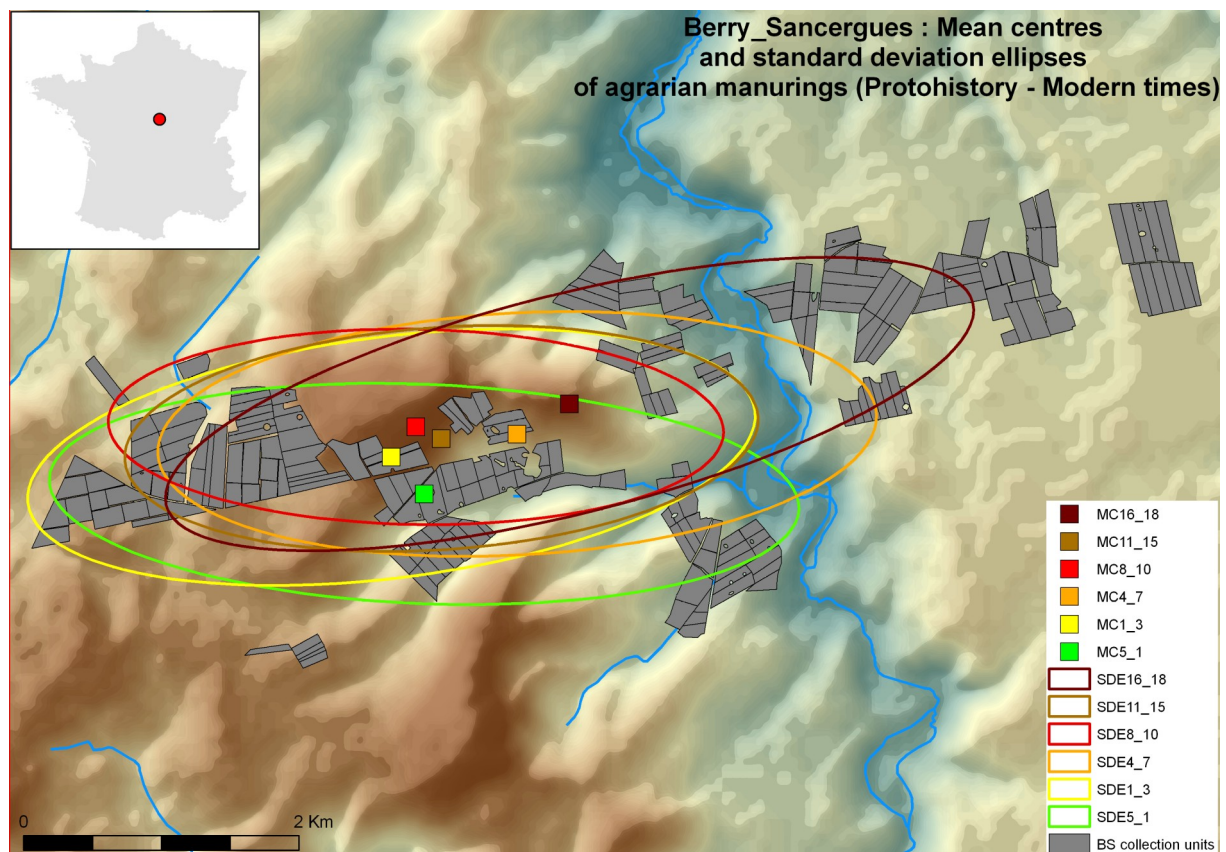 Berry_Sancergues : Mean centres
and standard deviation ellipses
of agrarian manurings (Protohistory - Modern times)
MC16_18
MC11_15
MC8_10
MC4_7
MC1_3
MC5_1
SDE16_18
SDE11_15
SDE8_10
SDE4_7
SDE1_3
SDE5_1
BS collection units
0 2 Km